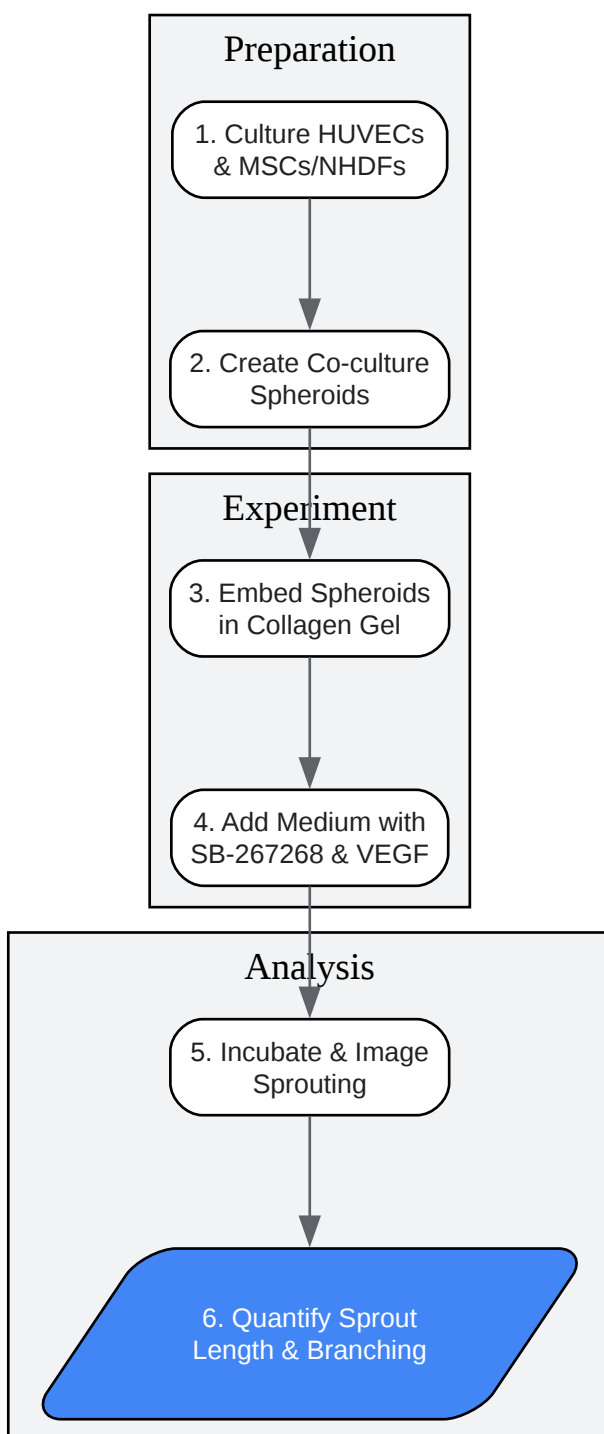 Preparation
1. Culture HUVECs
& MSCs/NHDFs
2. Create Co-culture
Spheroids
Experiment
3. Embed Spheroids
in Collagen Gel
4. Add Medium with
SB-267268 & VEGF
Analysis
5. Incubate & Image
Sprouting
6. Quantify Sprout
Length & Branching